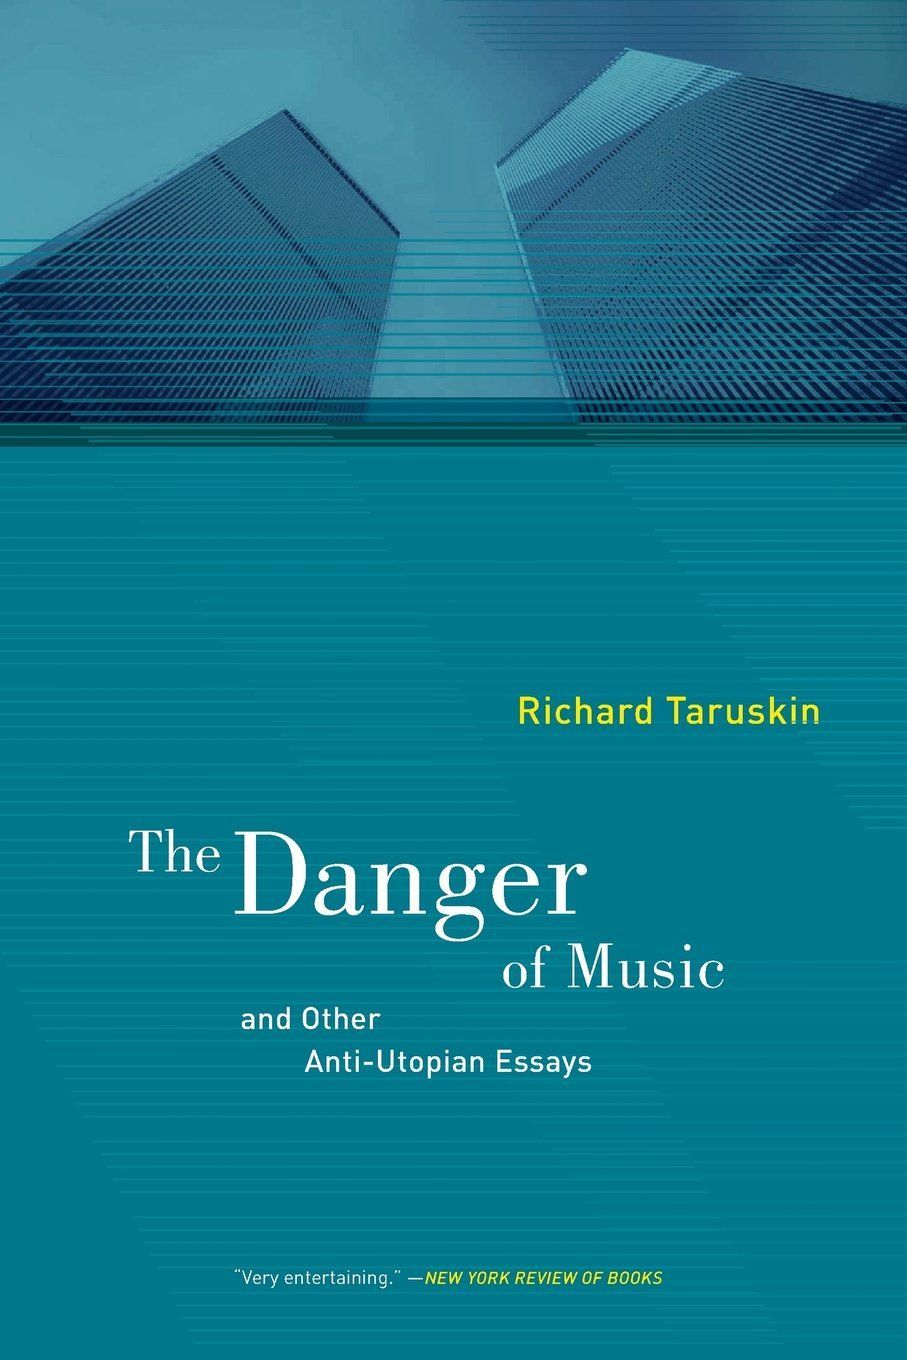 Richard Taruskin
The Danger
of Music
and Other
Anti-Utopian Essays
“Very entertaining.” —NEW YORK REVIEW OF BOOKS